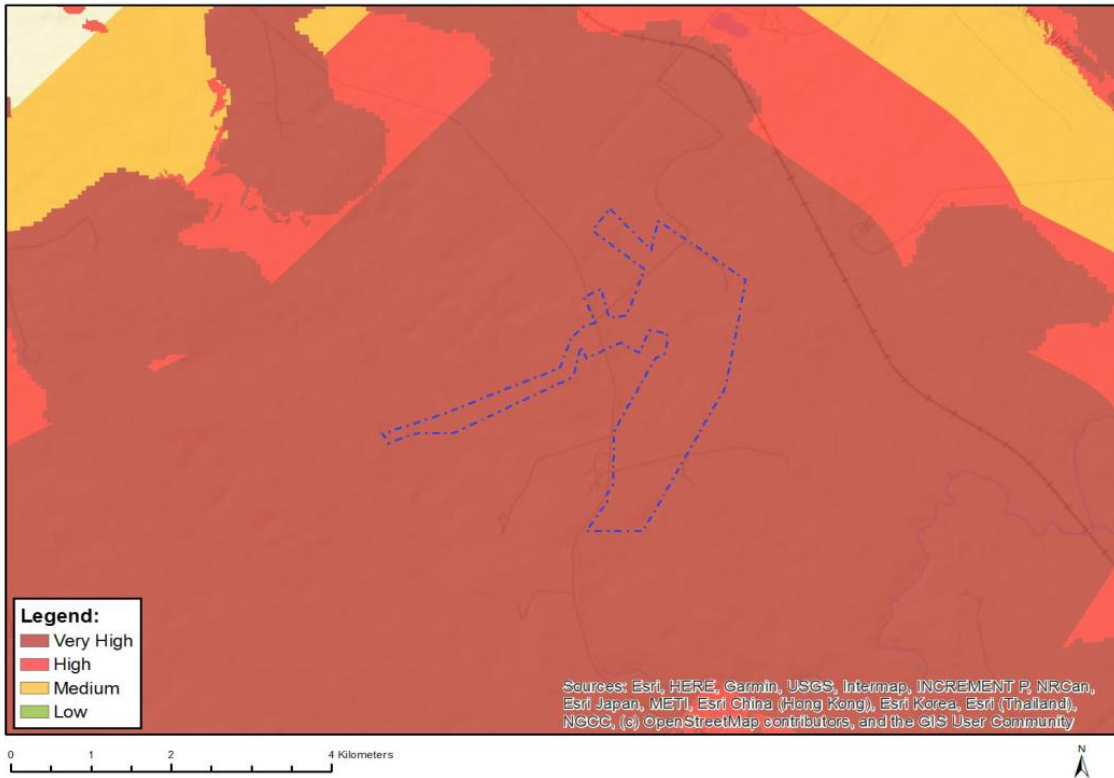 Legend:
Very High
High
Medium
Low
Sources: Esri, HERE, Garmin, USGS, Intermap, INCREMENT P, NRCan,
Esri Japan, METI, Esri China (Hong Kong), Esri Korea, Esri (Thailand),
NGCC, (c) OpenStreetMap contributors, and the GIS User Community
0 1 2 4 Kilometers
N